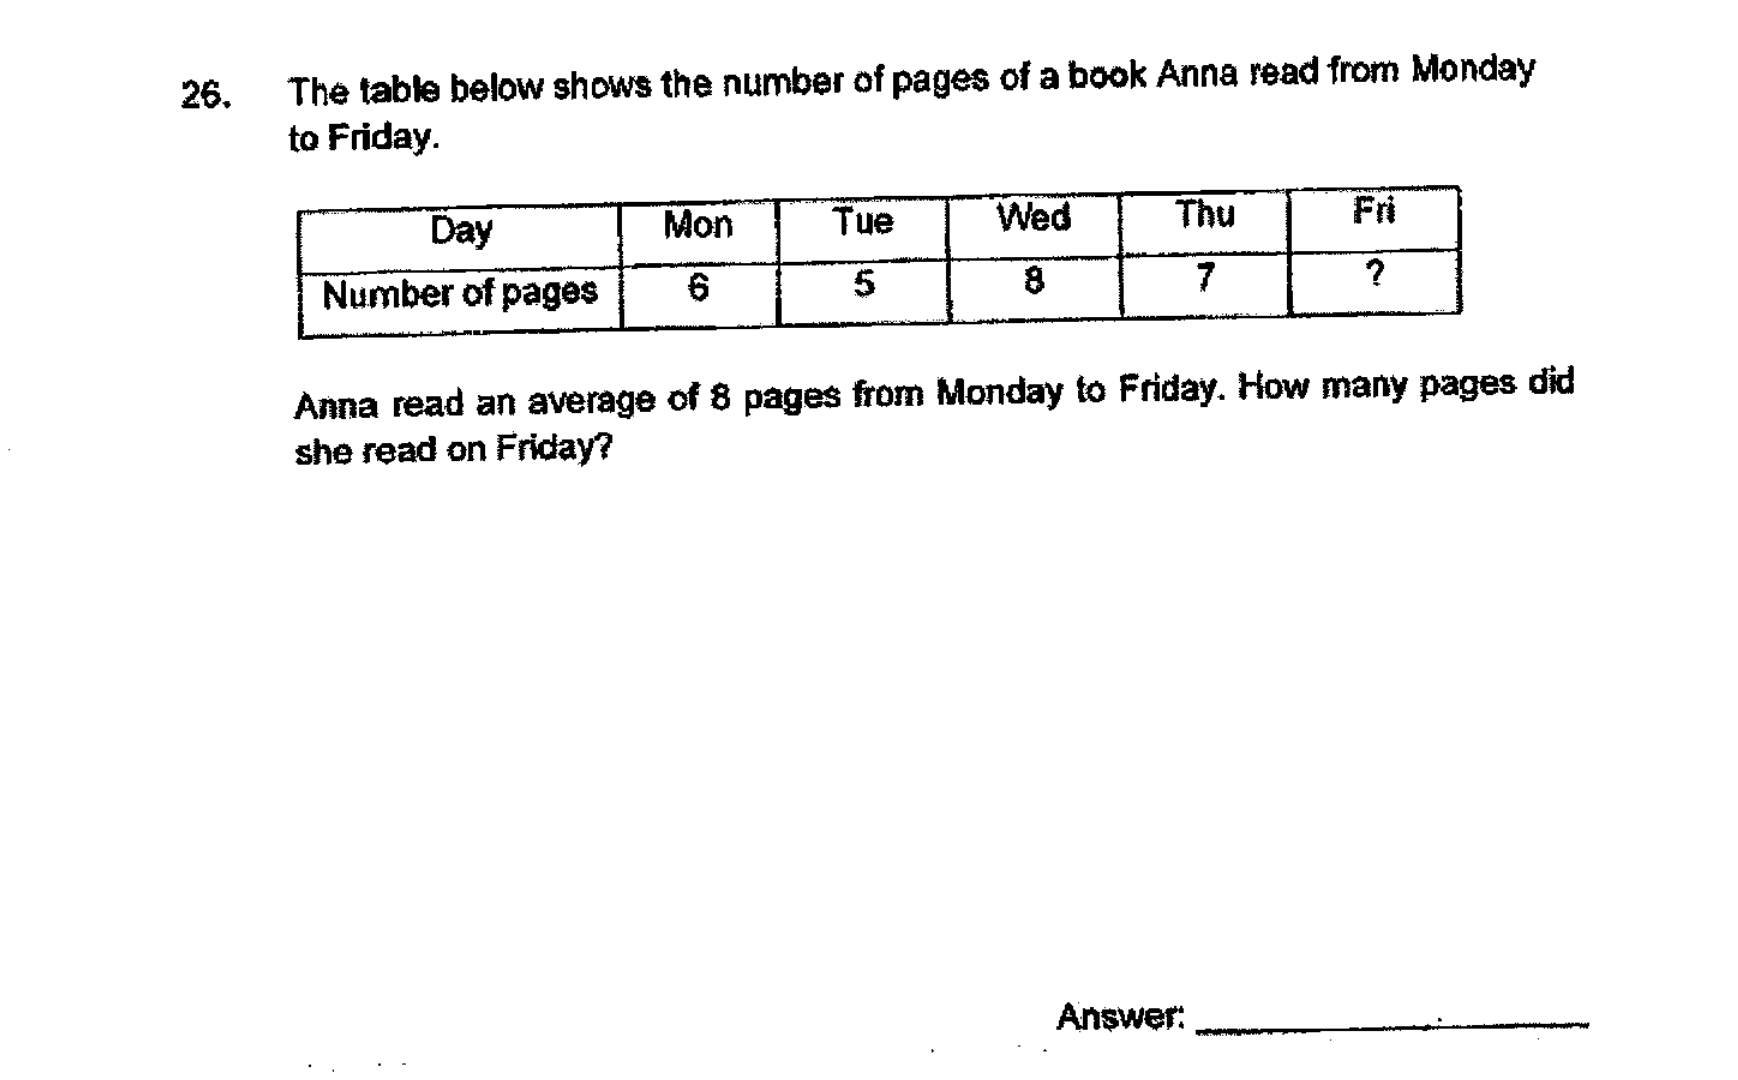 26. The table below shows the number of pages of a book Anna read from Monday
to Friday.
Day Mon Tue Wed Thu Fri
Number of pages 6 5 8 7 ?
Anna read an average of 8 pages from Monday to Friday. How many pages did
she read on Friday?
Answer: